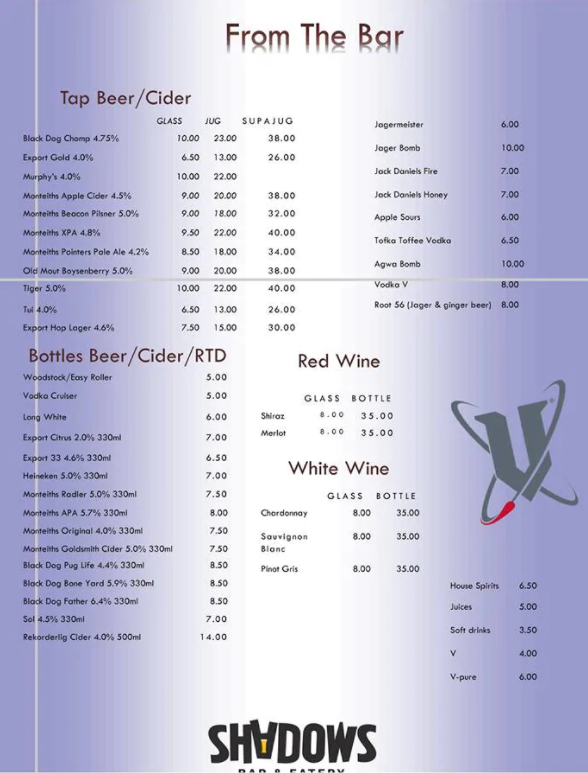 From The Bar
Tap Beer/Cider
GLASS JUG SUPAJUG
Black Dog Chomp 4.75% 10.00 23.00 38.00
Export Gold 4.0% 6.50 13.00 26.00
Murphy's 4.0% 10.00 22.00
Monteiths Apple Cider 4.5% 9.00 20.00 38.00
Monteiths Beacon Pilsner 5.0% 9.00 18.00 32.00
Monteiths XPA 4.8% 9.50 22.00 40.00
Monteiths Pointers Pale Ale 4.2% 8.50 18.00 34.00
Old Mout Boysenberry 5.0% 9.00 20.00 38.00
Tiger 5.0% 10.00 22.00 40.00
Tui 4.0% 6.50 13.00 26.00
Export Hop Lager 4.6% 7.50 15.00 30.00
Jagermeister 6.00
Jager Bomb 10.00
Jack Daniels Fire 7.00
Jack Daniels Honey 7.00
Apple Sours 6.00
Tofka Toffee Vodka 6.50
Agwa Bomb 10.00
Vodka V 8.00
Root 56 (Jager & ginger beer) 8.00
Bottles Beer/Cider/RTD
Woodstock/Easy Roller 5.00
Vodka Cruiser 5.00
Long White 6.00
Export Citrus 2.0% 330ml 7.00
Export 33 4.6% 330ml 6.50
Heineken 5.0% 330ml 7.00
Monteiths Radler 5.0% 330ml 7.50
Monteiths APA 5.7% 330ml 8.00
Monteiths Original 4.0% 330ml 7.50
Monteiths Goldsmith Cider 5.0% 330ml 7.50
Black Dog Pug Life 4.4% 330ml 8.50
Black Dog Bone Yard 5.9% 330ml 8.50
Black Dog Father 6.4% 330ml 8.50
Sol 4.5% 330ml 7.00
Rekorderlig Cider 4.0% 500ml 14.00
Red Wine
GLASS BOTTLE
Shiraz 8.00 35.00
Merlot 8.00 35.00
White Wine
GLASS BOTTLE
Chardonnay 8.00 35.00
Sauvignon 8.00 35.00
Blanc
Pinot Gris 8.00 35.00
V
House Spirits 6.50
Juices 5.00
Soft drinks 3.50
V 4.00
V-pure 6.00
SHADOWS
BAR & EATERY